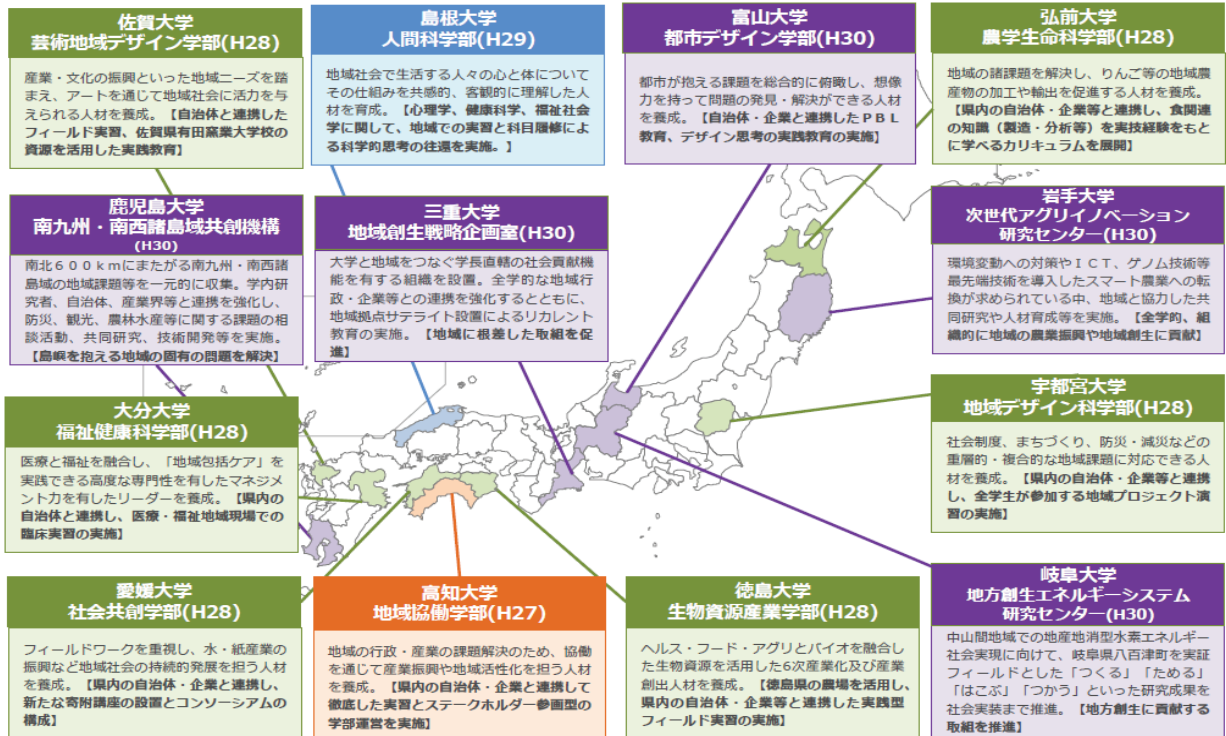 佐賀大学
芸術地域デザイン学部(H28)
産業・文化の振興といった地域ニーズを踏
まえ、アートを通じて地域社会に活力を与
えられる人材を養成。【自治体と連携した
フィールド実習、佐賀県有田窯業大学校の
資源を活用した実践教育】
島根大学
人間科学部(H29)
地域社会で生活する人々の心と体について
その仕組みを共感的、客観的に理解した人
材を育成。【心理学、健康科学、福祉社会
学に関して、地域での実習と科目履修によ
る科学的思考の往還を実施。】
富山大学
都市デザイン学部(H30)
都市が抱える課題を総合的に俯瞰し、想像
力を持って問題の発見・解決ができる人材
を養成。【自治体・企業と連携したＰＢＬ
教育、デザイン思考の実践教育の実施】
弘前大学
農学生命科学部(H28)
地域の諸課題を解決し、りんご等の地域農
産物の加工や輸出を促進する人材を養成。
【県内の自治体・企業等と連携し、食関連
の知識（製造・分析等）を実技経験をもと
に学べるカリキュラムを展開】
鹿児島大学
南九州・南西諸島域共創機構
(H30)
南北６００ｋｍにまたがる南九州・南西諸
島域の地域課題等を一元的に収集。学内研
究者、自治体、産業界等と連携を強化し、
防災、観光、農林水産等に関する課題の相
談活動、共同研究、技術開発等を実施。
【島嶼を抱える地域の固有の問題を解決】
三重大学
地域創生戦略企画室(H30)
大学と地域をつなぐ学長直轄の社会貢献機
能を有する組織を設置。全学的な地域行
政・企業等との連携を強化するとともに、
地域拠点サテライト設置によるリカレント
教育の実施。【地域に根差した取組を促
進】
岩手大学
次世代アグリイノベーション
研究センター(H30)
環境変動への対策やＩＣＴ、ゲノム技術等
最先端技術を導入したスマート農業への転
換が求められている中、地域と協力した共
同研究や人材育成等を実施。【全学的、組
織的に地域の農業振興や地域創生に貢献】
大分大学
福祉健康科学部(H28)
医療と福祉を融合し、「地域包括ケア」を
実践できる高度な専門性を有したマネジメ
ント力を有したリーダーを養成。【県内の
自治体と連携し、医療・福祉地域現場での
臨床実習の実施】
宇都宮大学
地域デザイン科学部(H28)
社会制度、まちづくり、防災・減災などの
重層的・複合的な地域課題に対応できる人
材を養成。【県内の自治体・企業等と連携
し、全学生が参加する地域プロジェクト演
習の実施】
愛媛大学
社会共創学部(H28)
フィールドワークを重視し、水・紙産業の
振興など地域社会の持続的発展を担う人材
を養成。【県内の自治体・企業と連携し、
新たな寄附講座の設置とコンソーシアムの
構成】
高知大学
地域協働学部(H27)
地域の行政・産業の課題解決のため、協働
を通じて産業振興や地域活性化を担う人材
を養成。【県内の自治体・企業と連携して
徹底した実習とステークホルダー参画型の
学部運営を実施】
徳島大学
生物資源産業学部(H28)
ヘルス・フード・アグリとバイオを融合し
た生物資源を活用した6次産業化及び産業
創出人材を養成。【徳島県の農場を活用し、
県内の自治体・企業等と連携した実践型
フィールド実習の実施】
岐阜大学
地方創生エネルギーシステム
研究センター(H30)
中山間地域での地産地消型水素エネルギー
社会実現に向けて、岐阜県八百津町を実証
フィールドとした「つくる」「ためる」
「はこぶ」「つかう」といった研究成果を
社会実装まで推進。【地方創生に貢献する
取組を推進】